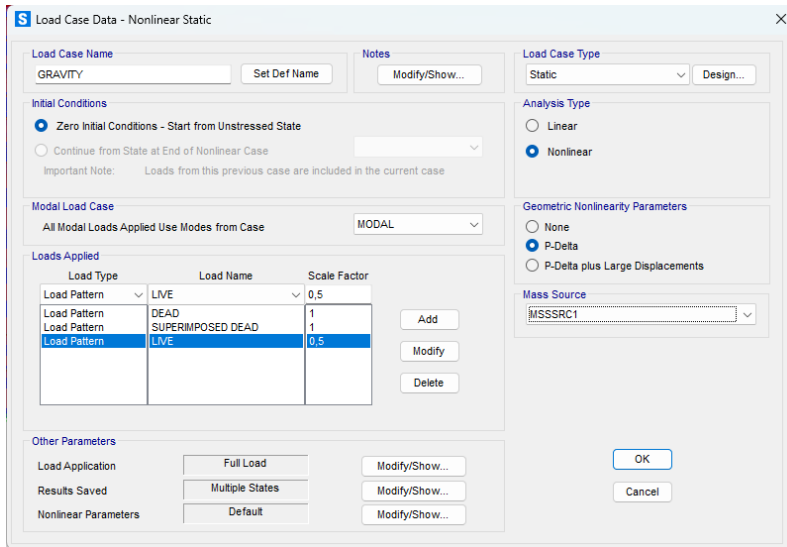 S Load Case Data - Nonlinear Static
Load Case Name
GRAVITY
Set Def Name
Notes
Modify/Show...
Load Case Type
Static
Design...
Initial Conditions
Zero Initial Conditions - Start from Unstressed State
Continue from State at End of Nonlinear Case
Important Note: Loads from this previous case are included in the current case
Analysis Type
Linear
Nonlinear
Modal Load Case
All Modal Loads Applied Use Modes from Case
MODAL
Geometric Nonlinearity Parameters
None
P-Delta
P-Delta plus Large Displacements
Loads Applied
Load Type Load Name Scale Factor
Load Pattern LIVE 0,5
Load Pattern DEAD 1
Load Pattern SUPERIMPOSED DEAD 1
Load Pattern LIVE 0,5
Add
Modify
Delete
Mass Source
MSSSRC1
Other Parameters
Load Application Full Load Modify/Show...
Results Saved Multiple States Modify/Show...
Nonlinear Parameters Default Modify/Show...
OK
Cancel